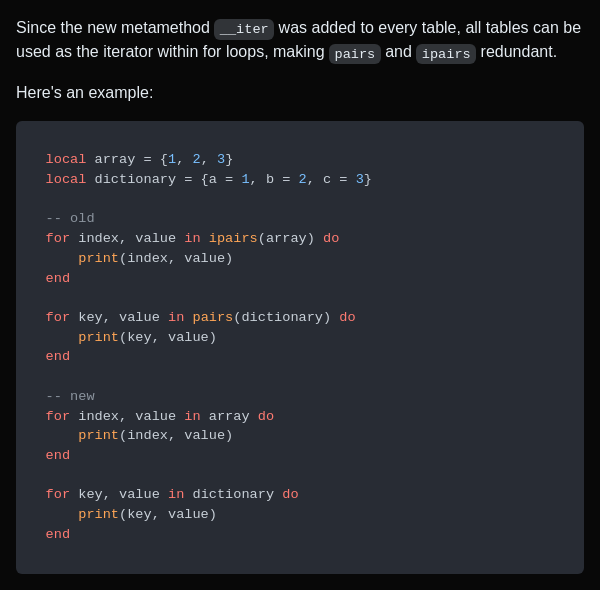 Since the new metamethod __iter was added to every table, all tables can be
used as the iterator within for loops, making pairs and ipairs redundant.
Here's an example:
local array = {1, 2, 3}
local dictionary = {a = 1, b = 2, c = 3}
-- old
for index, value in ipairs(array) do
    print(index, value)
end
for key, value in pairs(dictionary) do
    print(key, value)
end
-- new
for index, value in array do
    print(index, value)
end
for key, value in dictionary do
    print(key, value)
end